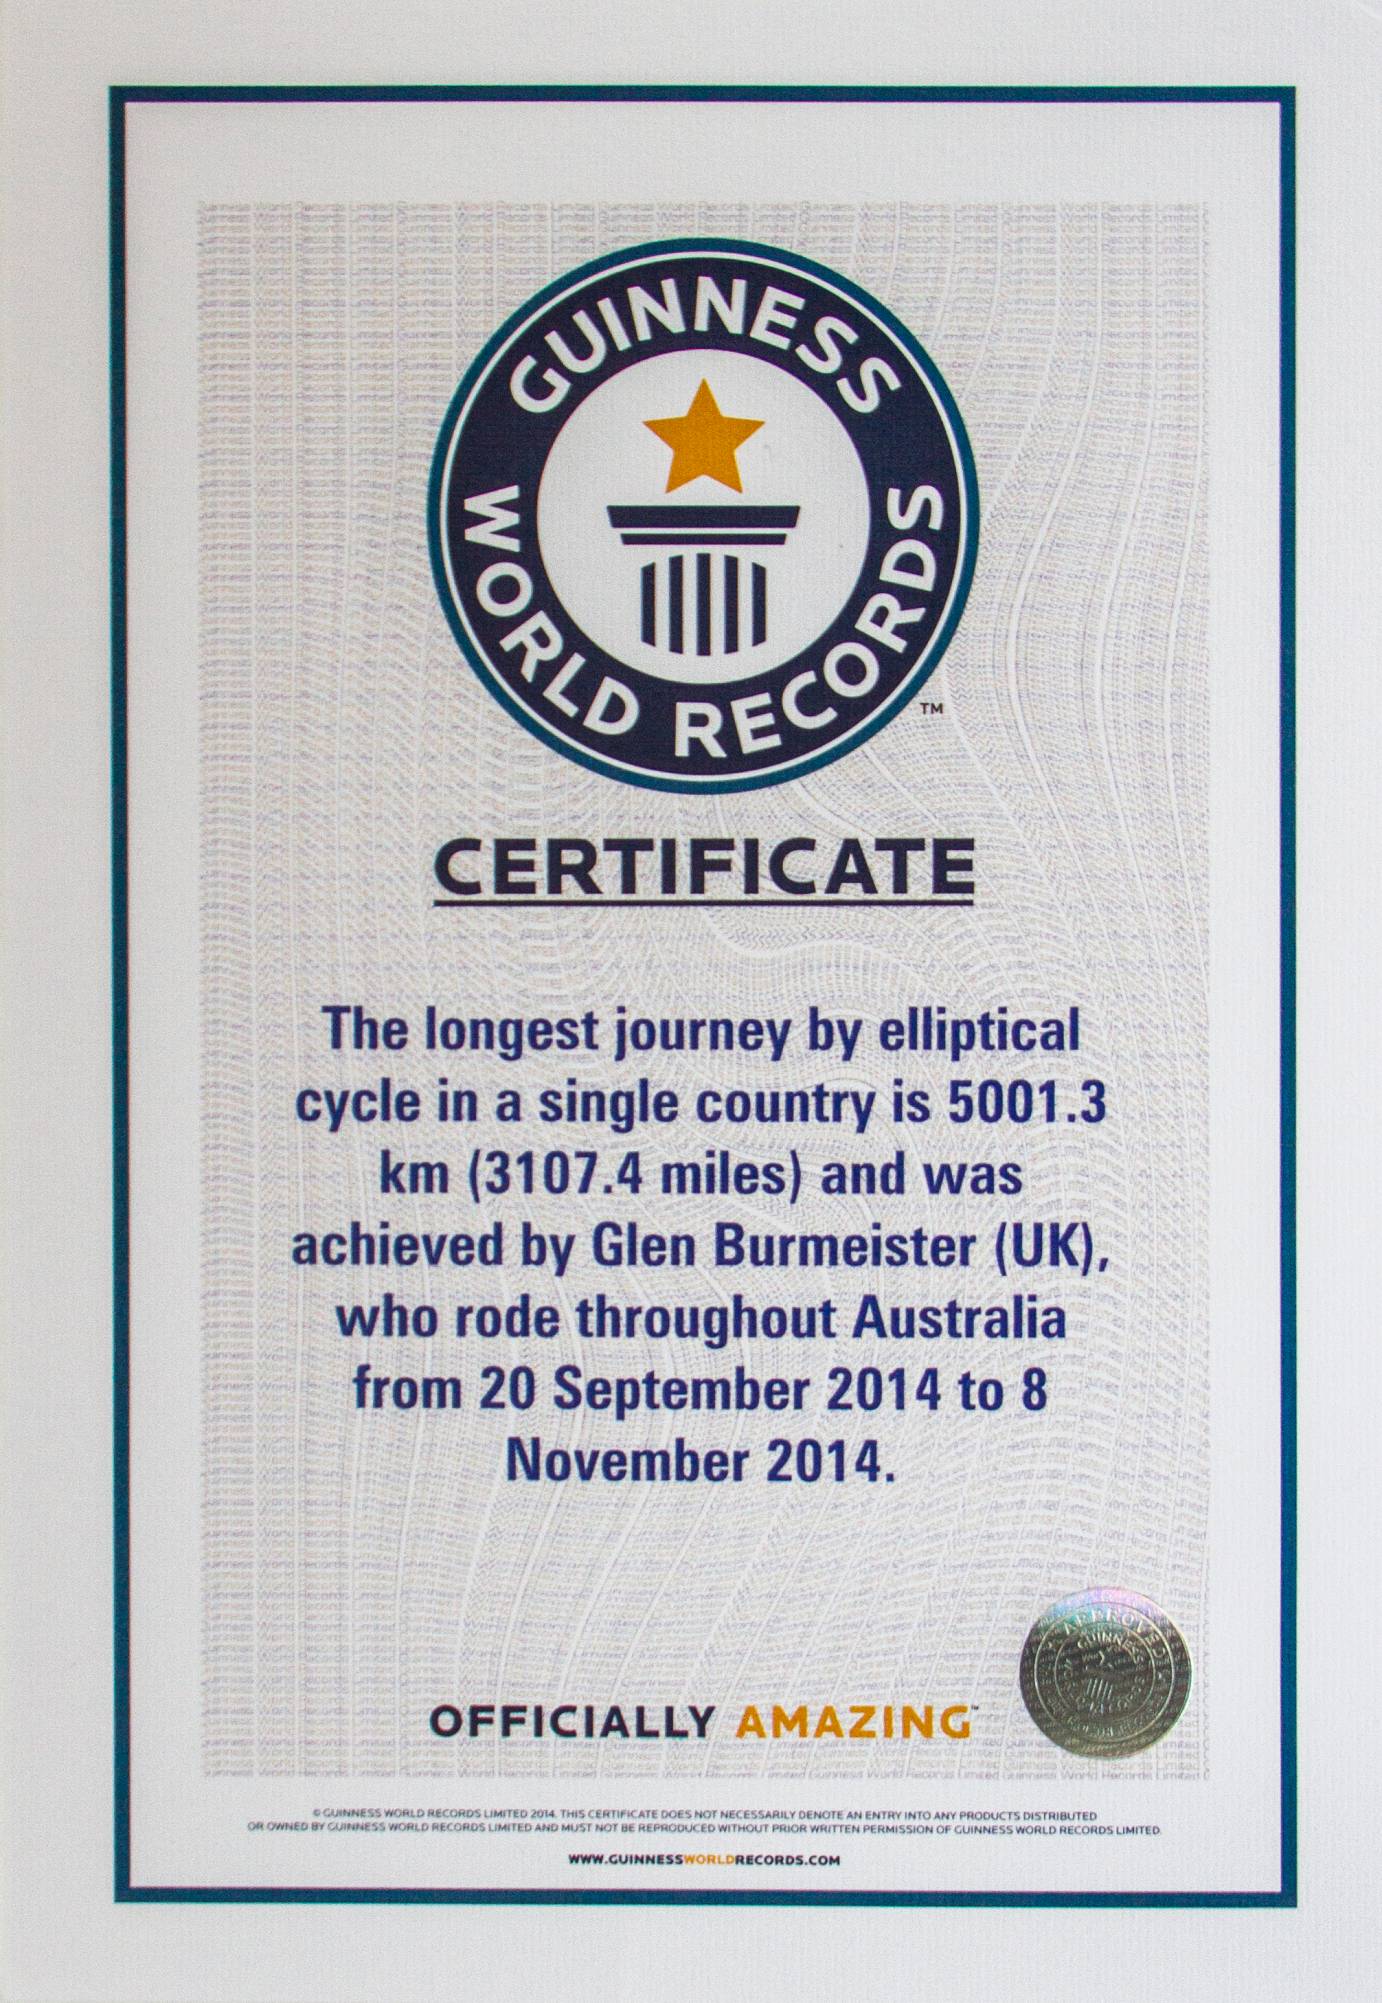 GUINNESS
WORLD RECORDS
TM
CERTIFICATE
The longest journey by elliptical
cycle in a single country is 5001.3
km (3107.4 miles) and was
achieved by Glen Burmeister (UK),
who rode throughout Australia
from 20 September 2014 to 8
November 2014.
APPROVED
GUINNESS
OFFICIALLY AMAZING™
© GUINNESS WORLD RECORDS LIMITED 2014. THIS CERTIFICATE DOES NOT NECESSARILY DENOTE AN ENTRY INTO ANY PRODUCTS DISTRIBUTED
OR OWNED BY GUINNESS WORLD RECORDS LIMITED AND MUST NOT BE REPRODUCED WITHOUT PRIOR WRITTEN PERMISSION OF GUINNESS WORLD RECORDS LIMITED.
WWW.GUINNESSWORLDRECORDS.COM